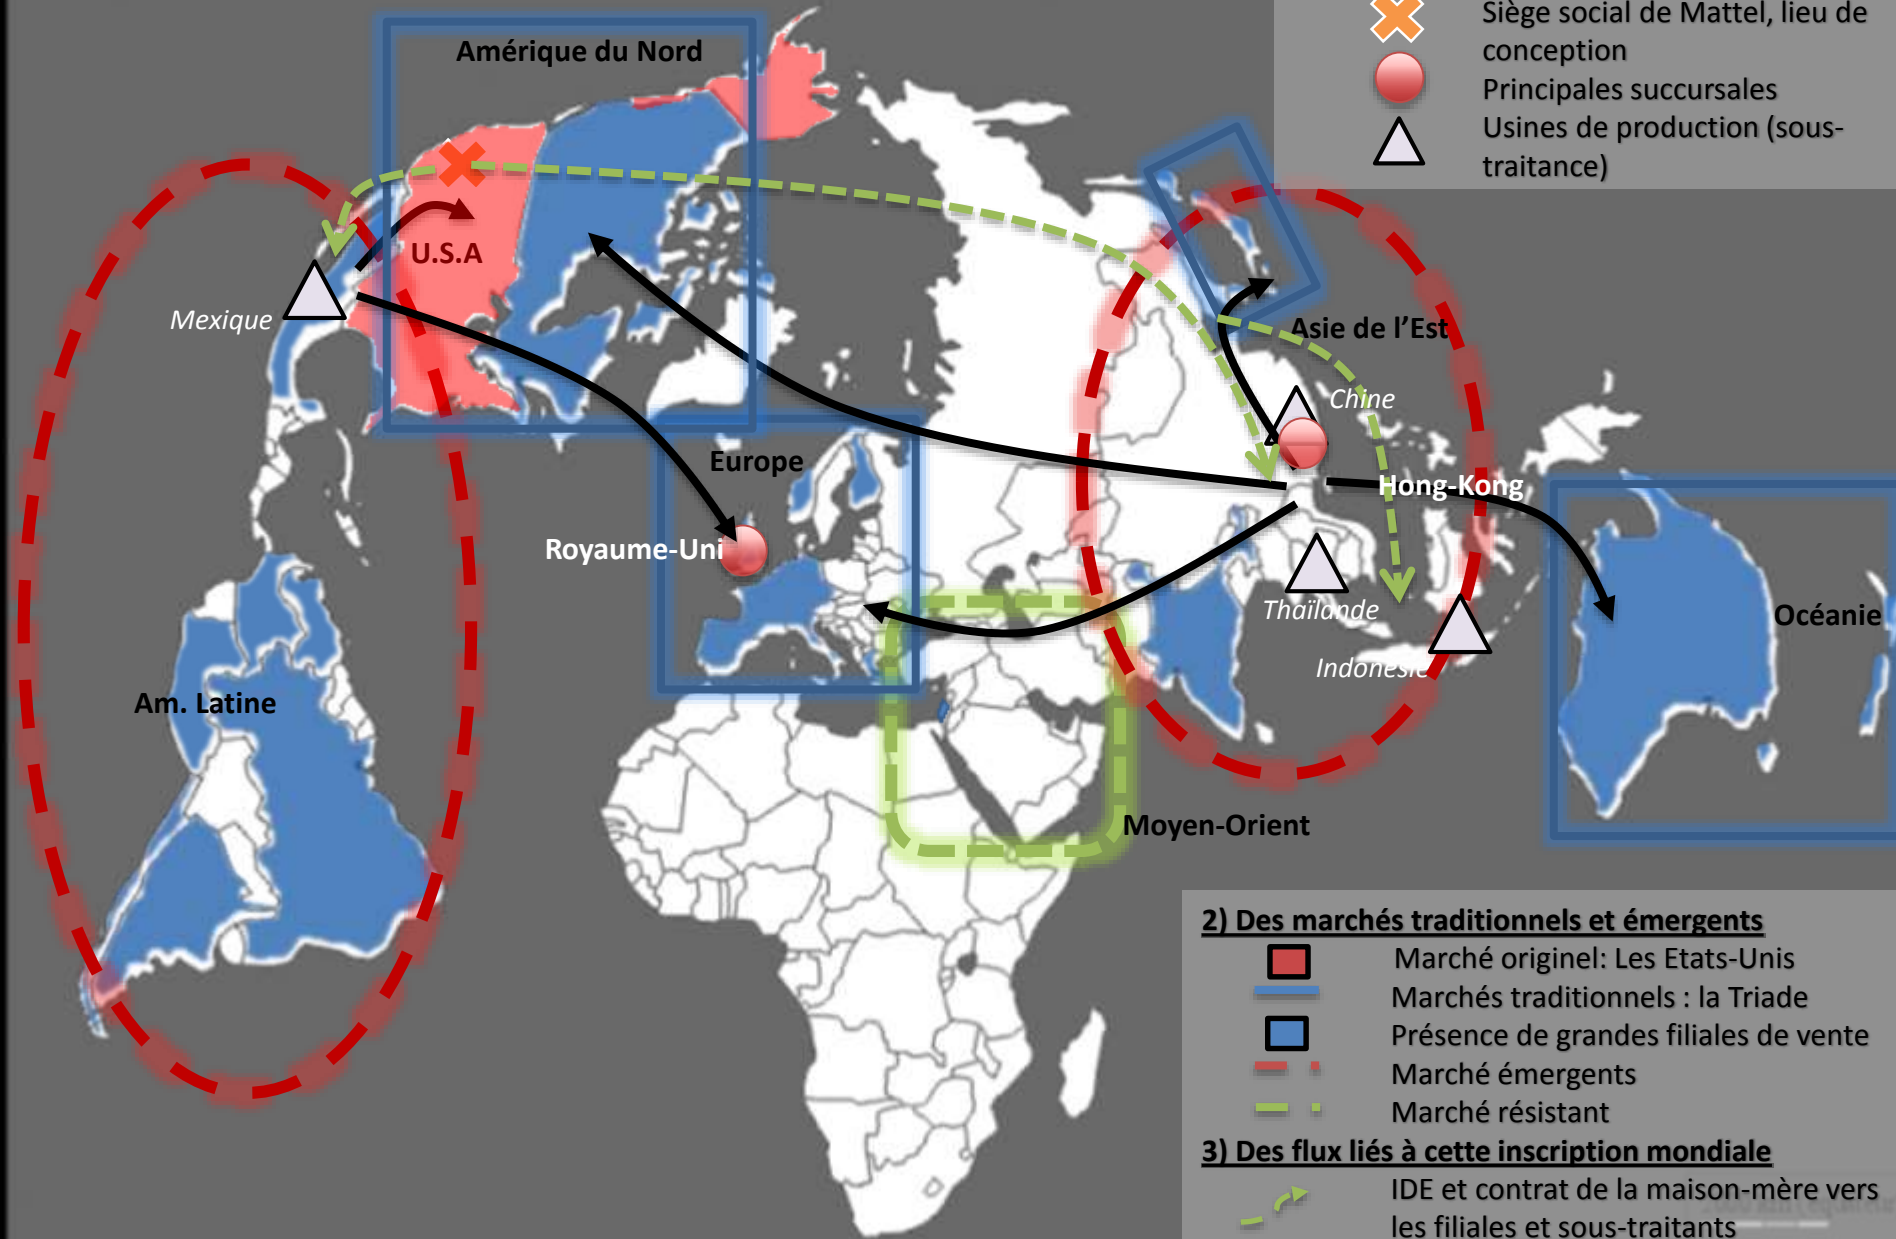 Siège social de Mattel, lieu de
conception
Principales succursales
Usines de production (sous-
traitance)
Amérique du Nord
U.S.A
Mexique
Asie de l’Est
Chine
Europe
Hong-Kong
Royaume-Uni
Thaïlande
Océanie
Indonésie
Am. Latine
Moyen-Orient
2) Des marchés traditionnels et émergents
Marché originel: Les Etats-Unis
Marchés traditionnels : la Triade
Présence de grandes filiales de vente
Marché émergents
Marché résistant
3) Des flux liés à cette inscription mondiale
IDE et contrat de la maison-mère vers
les filiales et sous-traitants